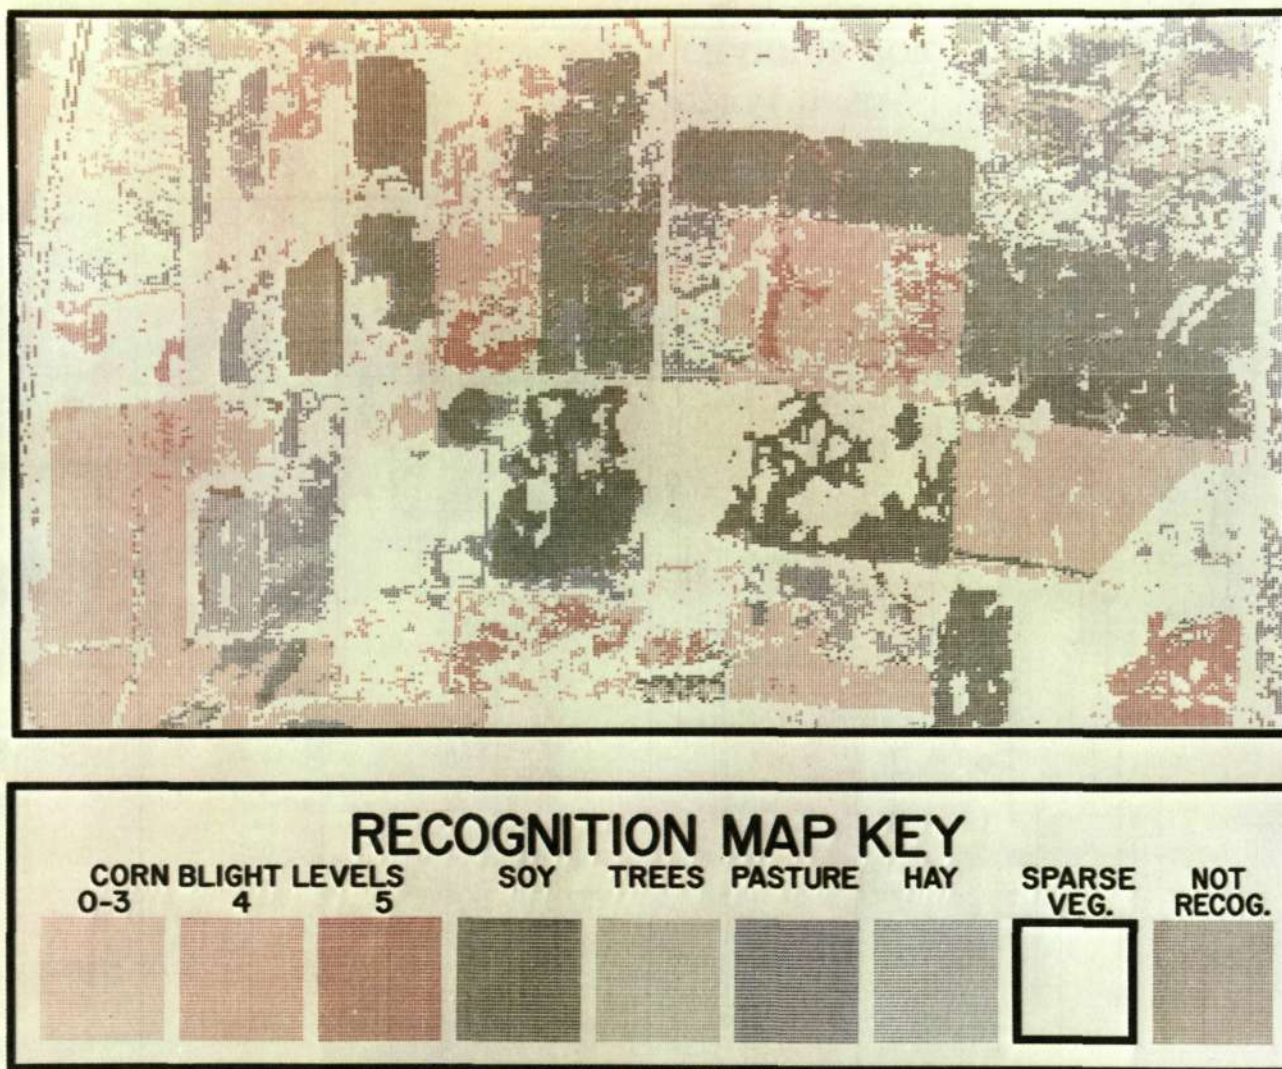 RECOGNITION MAP KEY
CORN BLIGHT LEVELS
0-3 4 5
SOY
TREES
PASTURE
HAY
SPARSE
VEG.
NOT
RECOG.